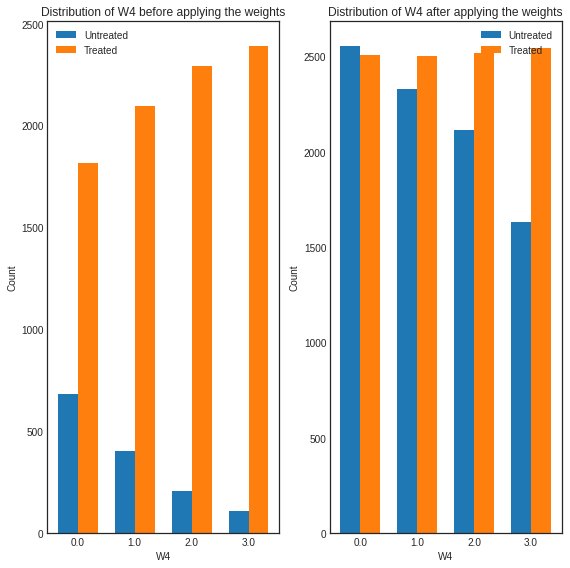 Distribution of W4 before applying the weights
Untreated
Treated
2500
2000
1500
1000
500
0
Count
0.0 1.0 2.0 3.0
W4
Distribution of W4 after applying the weights
Untreated
Treated
2500
2000
1500
1000
500
0
Count
0.0 1.0 2.0 3.0
W4